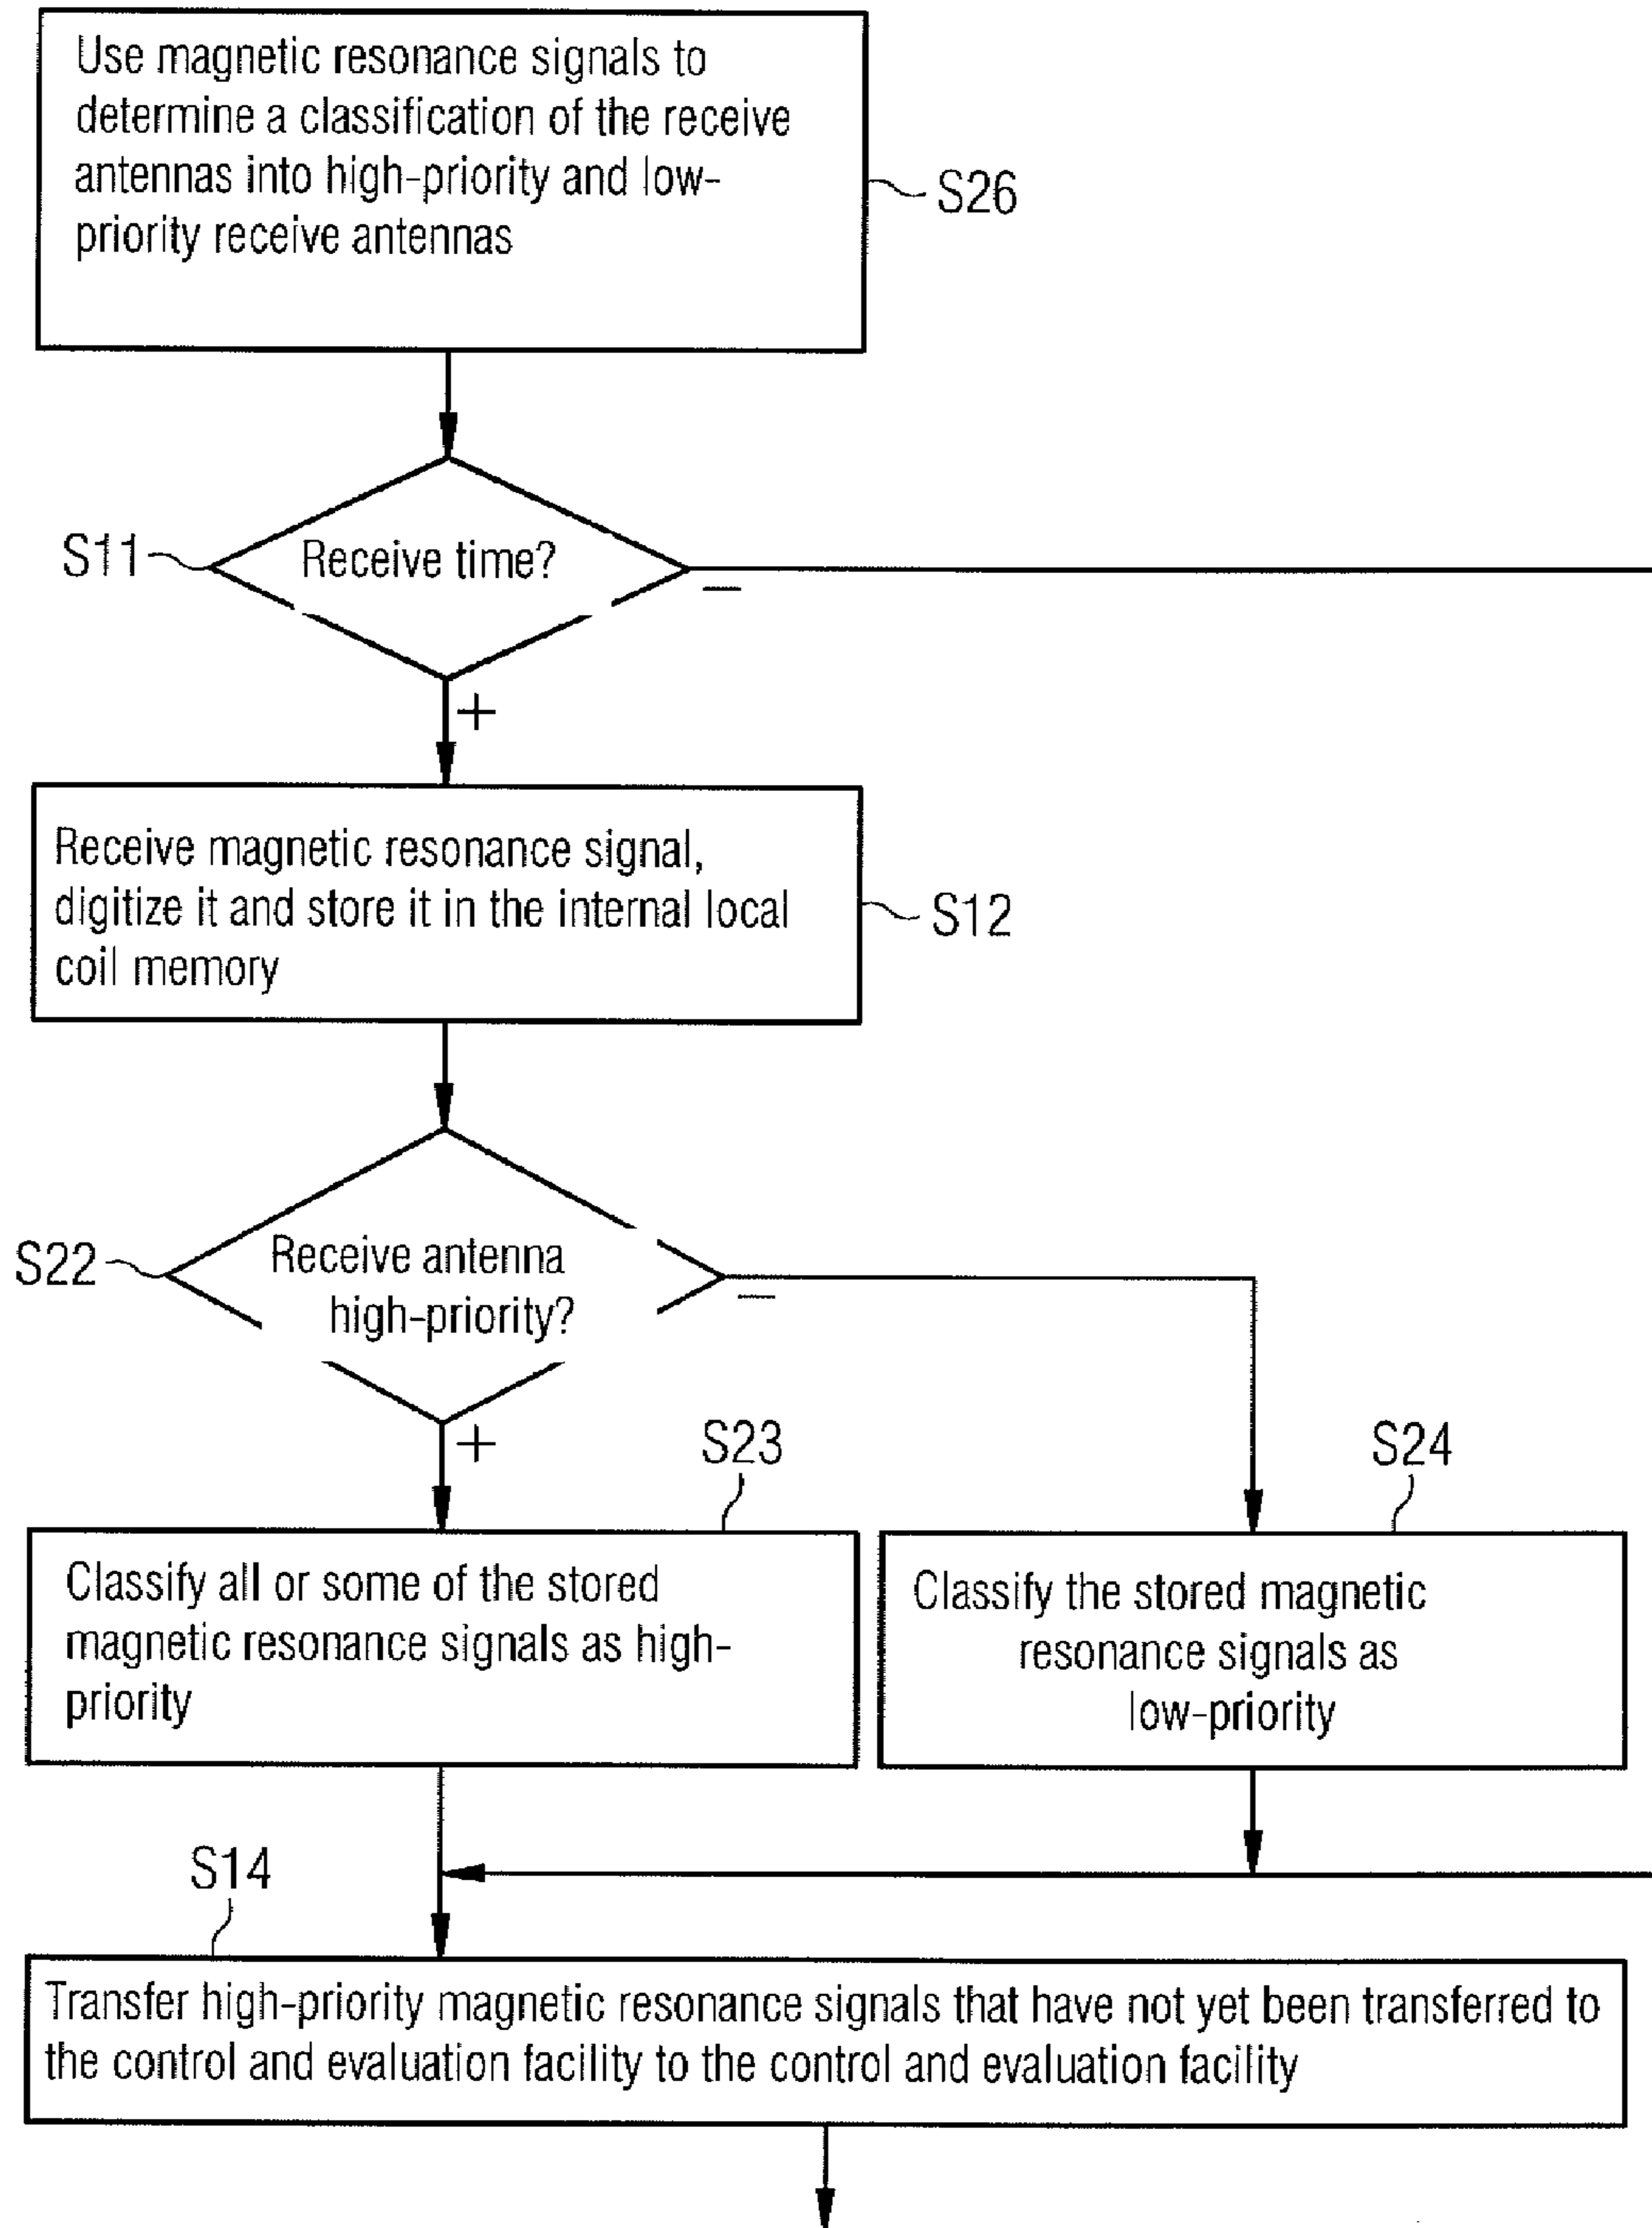 Use magnetic resonance signals to
determine a classification of the receive
antennas into high-priority and low-
priority receive antennas
S26
S11
Receive time?
−
+
Receive magnetic resonance signal,
digitize it and store it in the internal local
coil memory
S12
S22
Receive antenna
high-priority?
−
+
S23
S24
Classify all or some of the stored
magnetic resonance signals as high-
priority
Classify the stored magnetic
resonance signals as
low-priority
S14
Transfer high-priority magnetic resonance signals that have not yet been transferred to
the control and evaluation facility to the control and evaluation facility